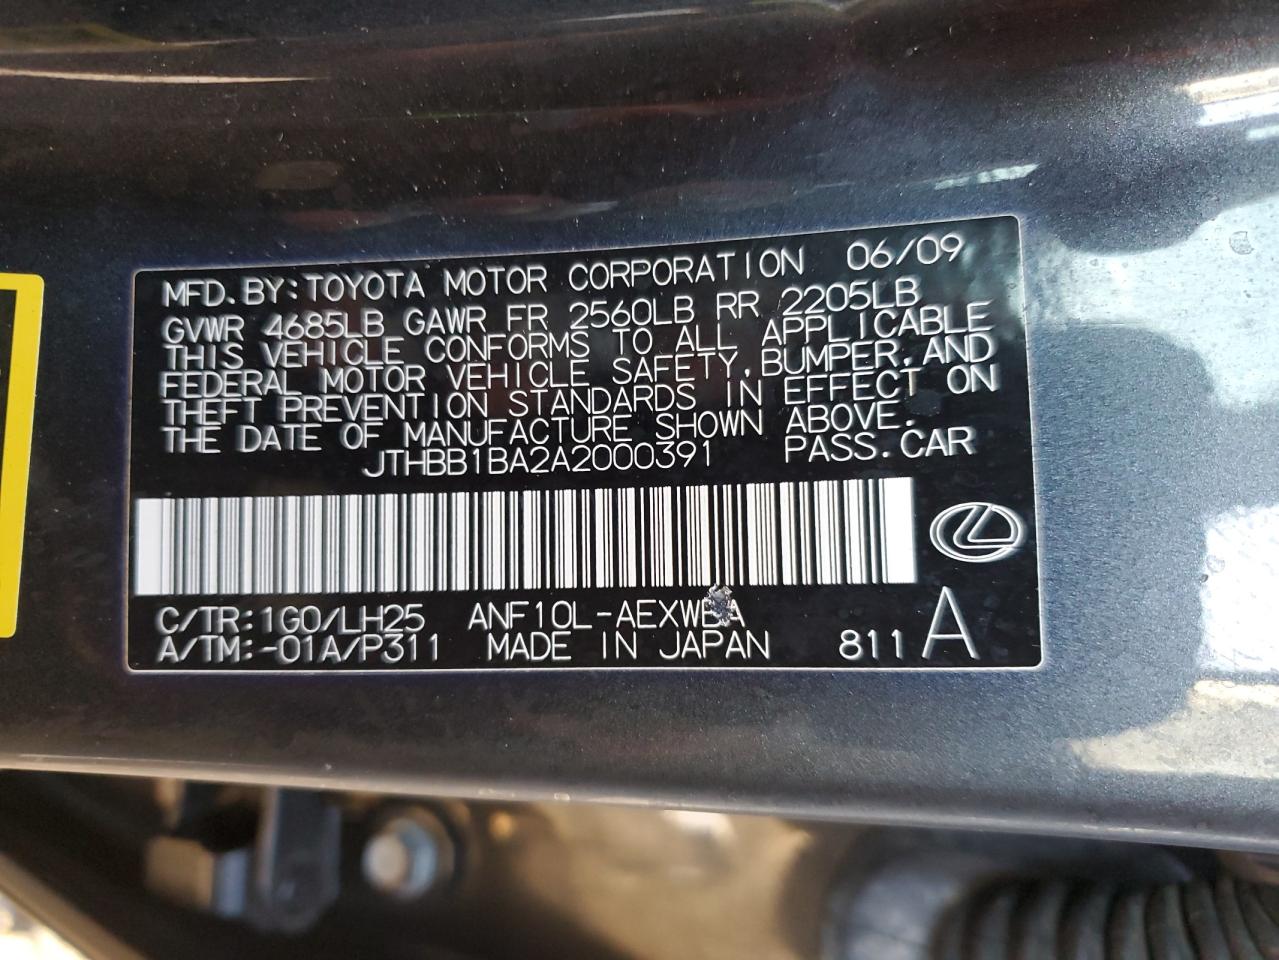 MFD. BY: TOYOTA MOTOR CORPORATION 06/09
GVWR 4685LB GAWR FR 2560LB RR 2205LB
THIS VEHICLE CONFORMS TO ALL APPLICABLE
FEDERAL MOTOR VEHICLE SAFETY, BUMPER, AND
THEFT PREVENTION STANDARDS IN EFFECT ON
THE DATE OF MANUFACTURE SHOWN ABOVE.
JTHBB1BA2A2000391 PASS. CAR
C/TR: 1G0/LH25 ANF10L-AEXWBA
A/TM: -01A/P311 MADE IN JAPAN 811 A